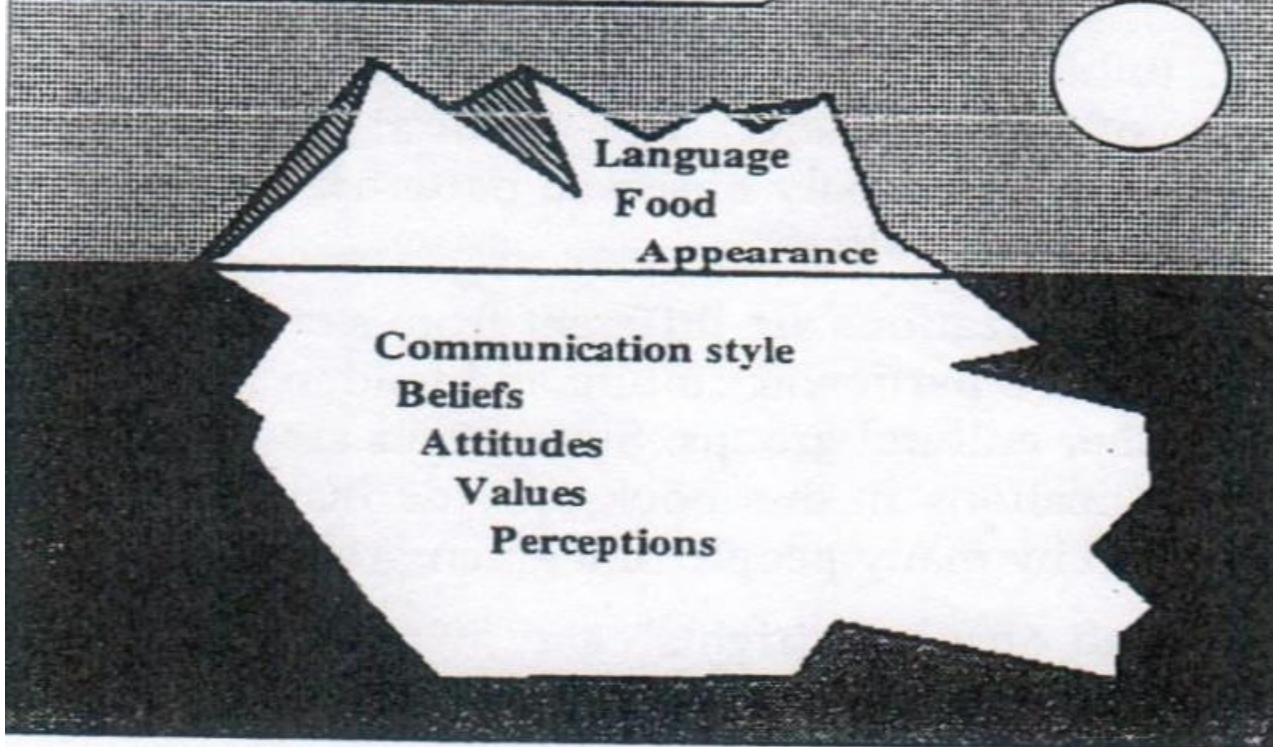 Language
Food
Appearance
Communication style
Beliefs
Attitudes
Values
Perceptions